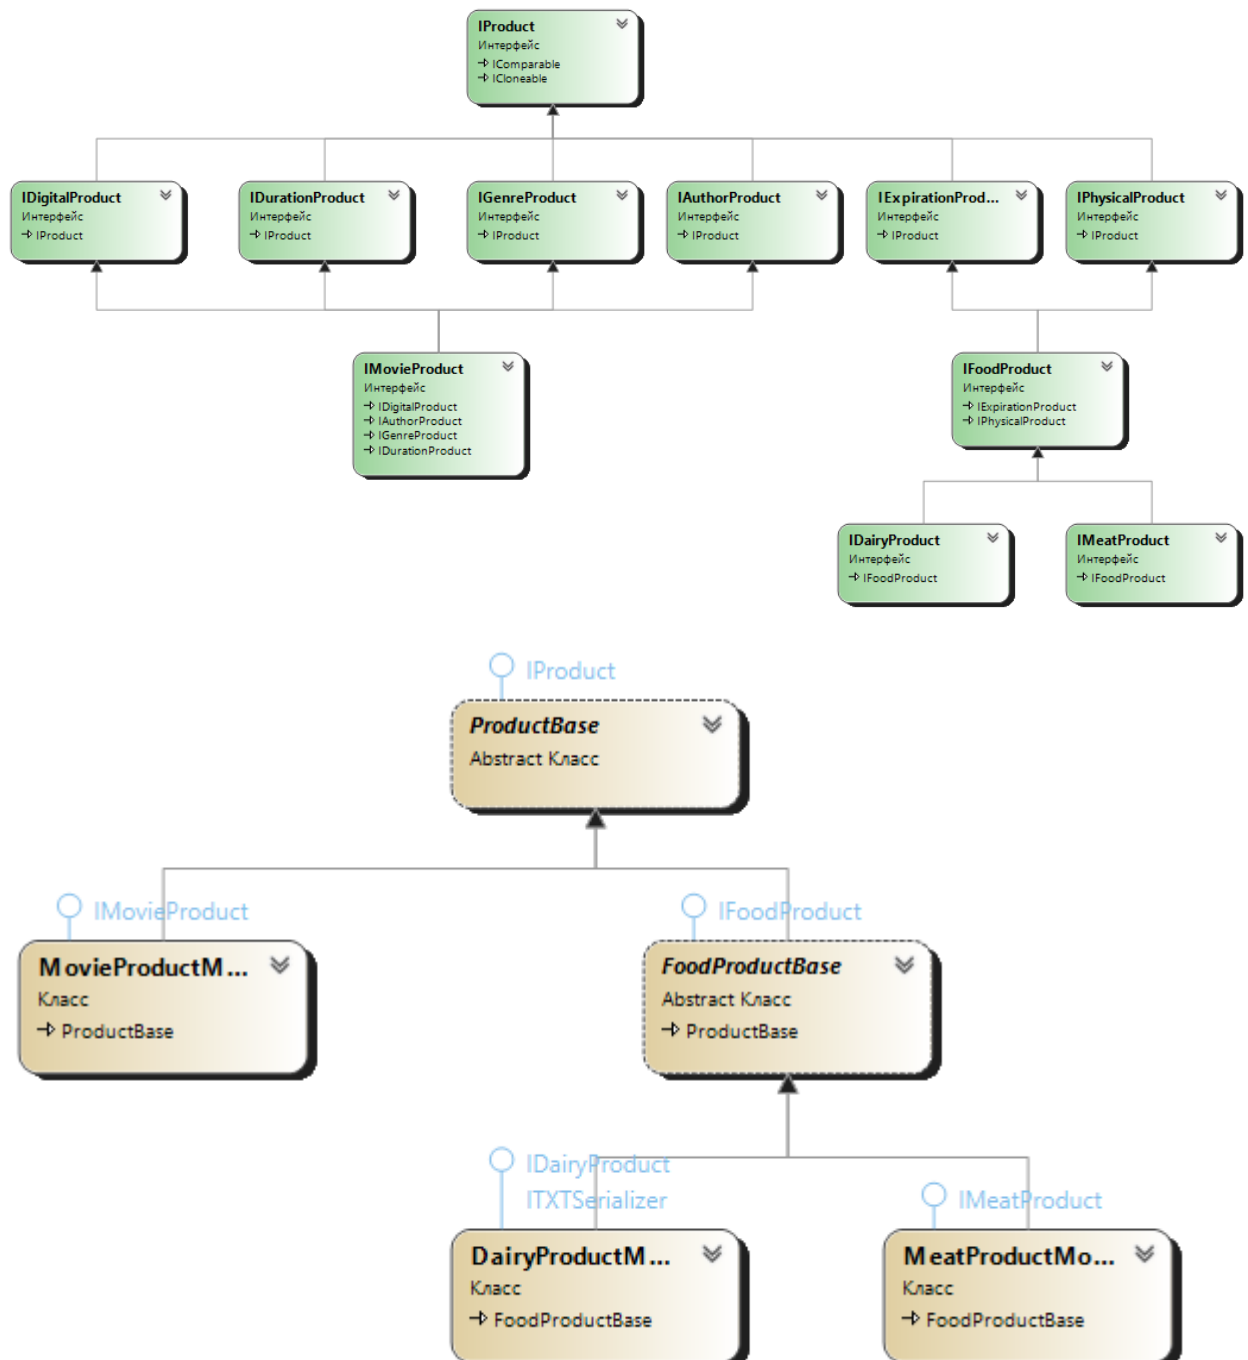 IProduct
Интерфейс
IComparable
ICloneable
IDigitalProduct
Интерфейс
IProduct
IDurationProduct
Интерфейс
IProduct
IGenreProduct
Интерфейс
IProduct
IAuthorProduct
Интерфейс
IProduct
IExpirationProd...
Интерфейс
IProduct
IPhysicalProduct
Интерфейс
IProduct
IMovieProduct
Интерфейс
IDigitalProduct
IAuthorProduct
IGenreProduct
IDurationProduct
IFoodProduct
Интерфейс
IExpirationProduct
IPhysicalProduct
IDairyProduct
Интерфейс
IFoodProduct
IMeatProduct
Интерфейс
IFoodProduct
IProduct
ProductBase
Abstract Класс
IMovieProduct
MovieProductM...
Класс
ProductBase
IFoodProduct
FoodProductBase
Abstract Класс
ProductBase
IDairyProduct
ITXTSerializer
DairyProductM...
Класс
FoodProductBase
IMeatProduct
MeatProductMo...
Класс
FoodProductBase